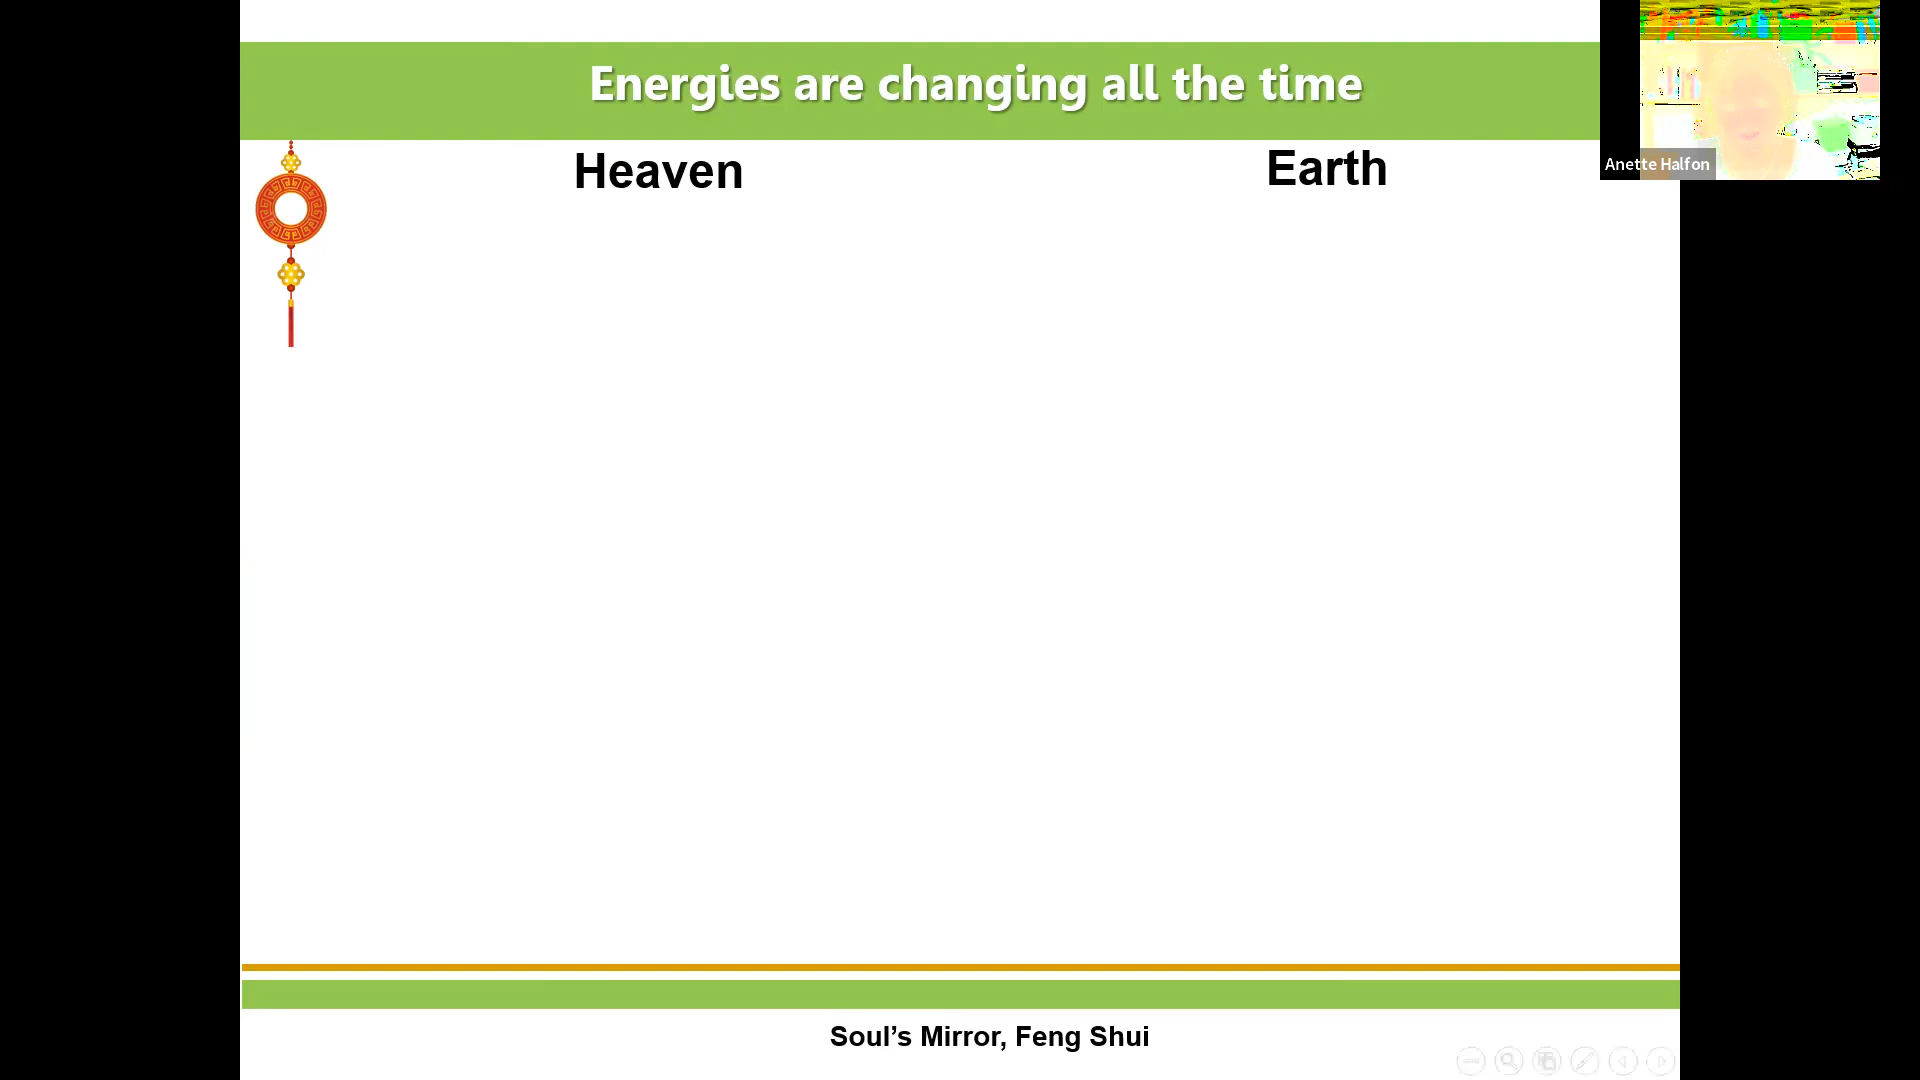 Energies are changing all the time
Heaven
Earth
Anette Halfon
Soul’s Mirror, Feng Shui